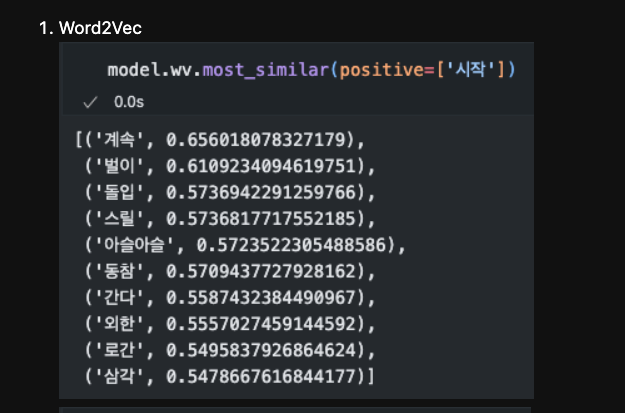 1. Word2Vec
model.wv.most_similar(positive=['시작'])
✓ 0.0s
[('계속', 0.656018078327179),
('벌이', 0.6109234094619751),
('돌입', 0.5736942291259766),
('스릴', 0.5736817717552185),
('아슬아슬', 0.5723522305488586),
('동참', 0.5709437727928162),
('간다', 0.5587432384490967),
('외한', 0.5557027459144592),
('로간', 0.5495837926864624),
('삼각', 0.5478667616844177)]